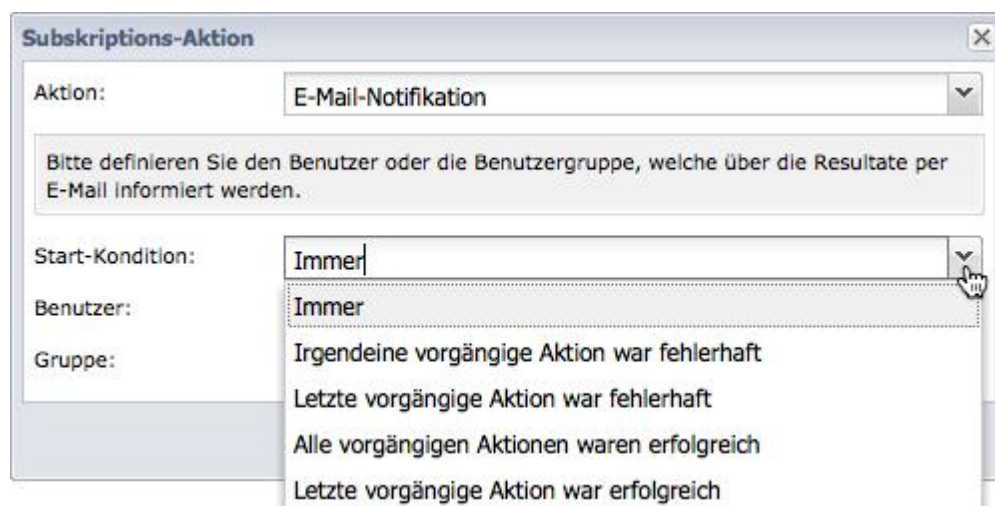 Subskriptions-Aktion
Aktion:
E-Mail-Notifikation
Bitte definieren Sie den Benutzer oder die Benutzergruppe, welche über die Resultate per
E-Mail informiert werden.
Start-Kondition:
Immer
Benutzer:
Gruppe:
Immer
Irgendeine vorgängige Aktion war fehlerhaft
Letzte vorgängige Aktion war fehlerhaft
Alle vorgängigen Aktionen waren erfolgreich
Letzte vorgängige Aktion war erfolgreich